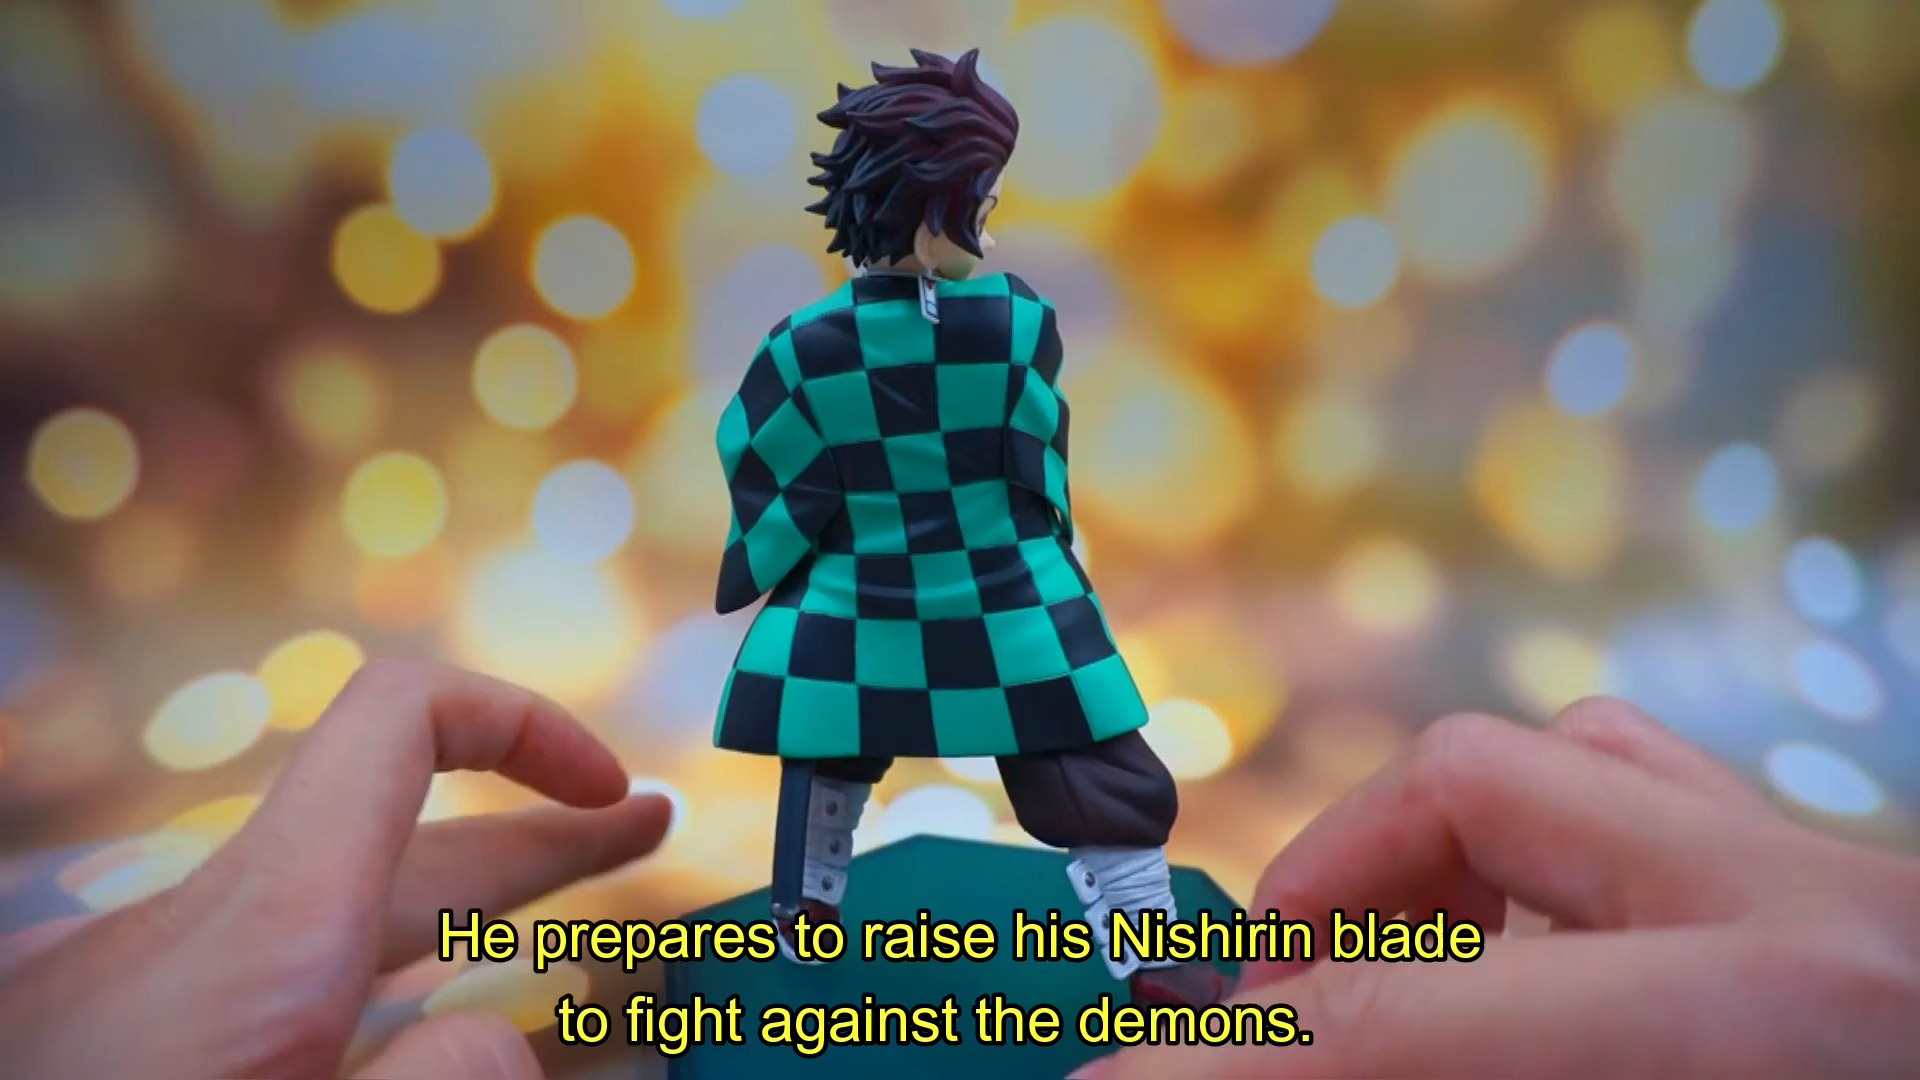 He prepares to raise his Nishirin blade
to fight against the demons.